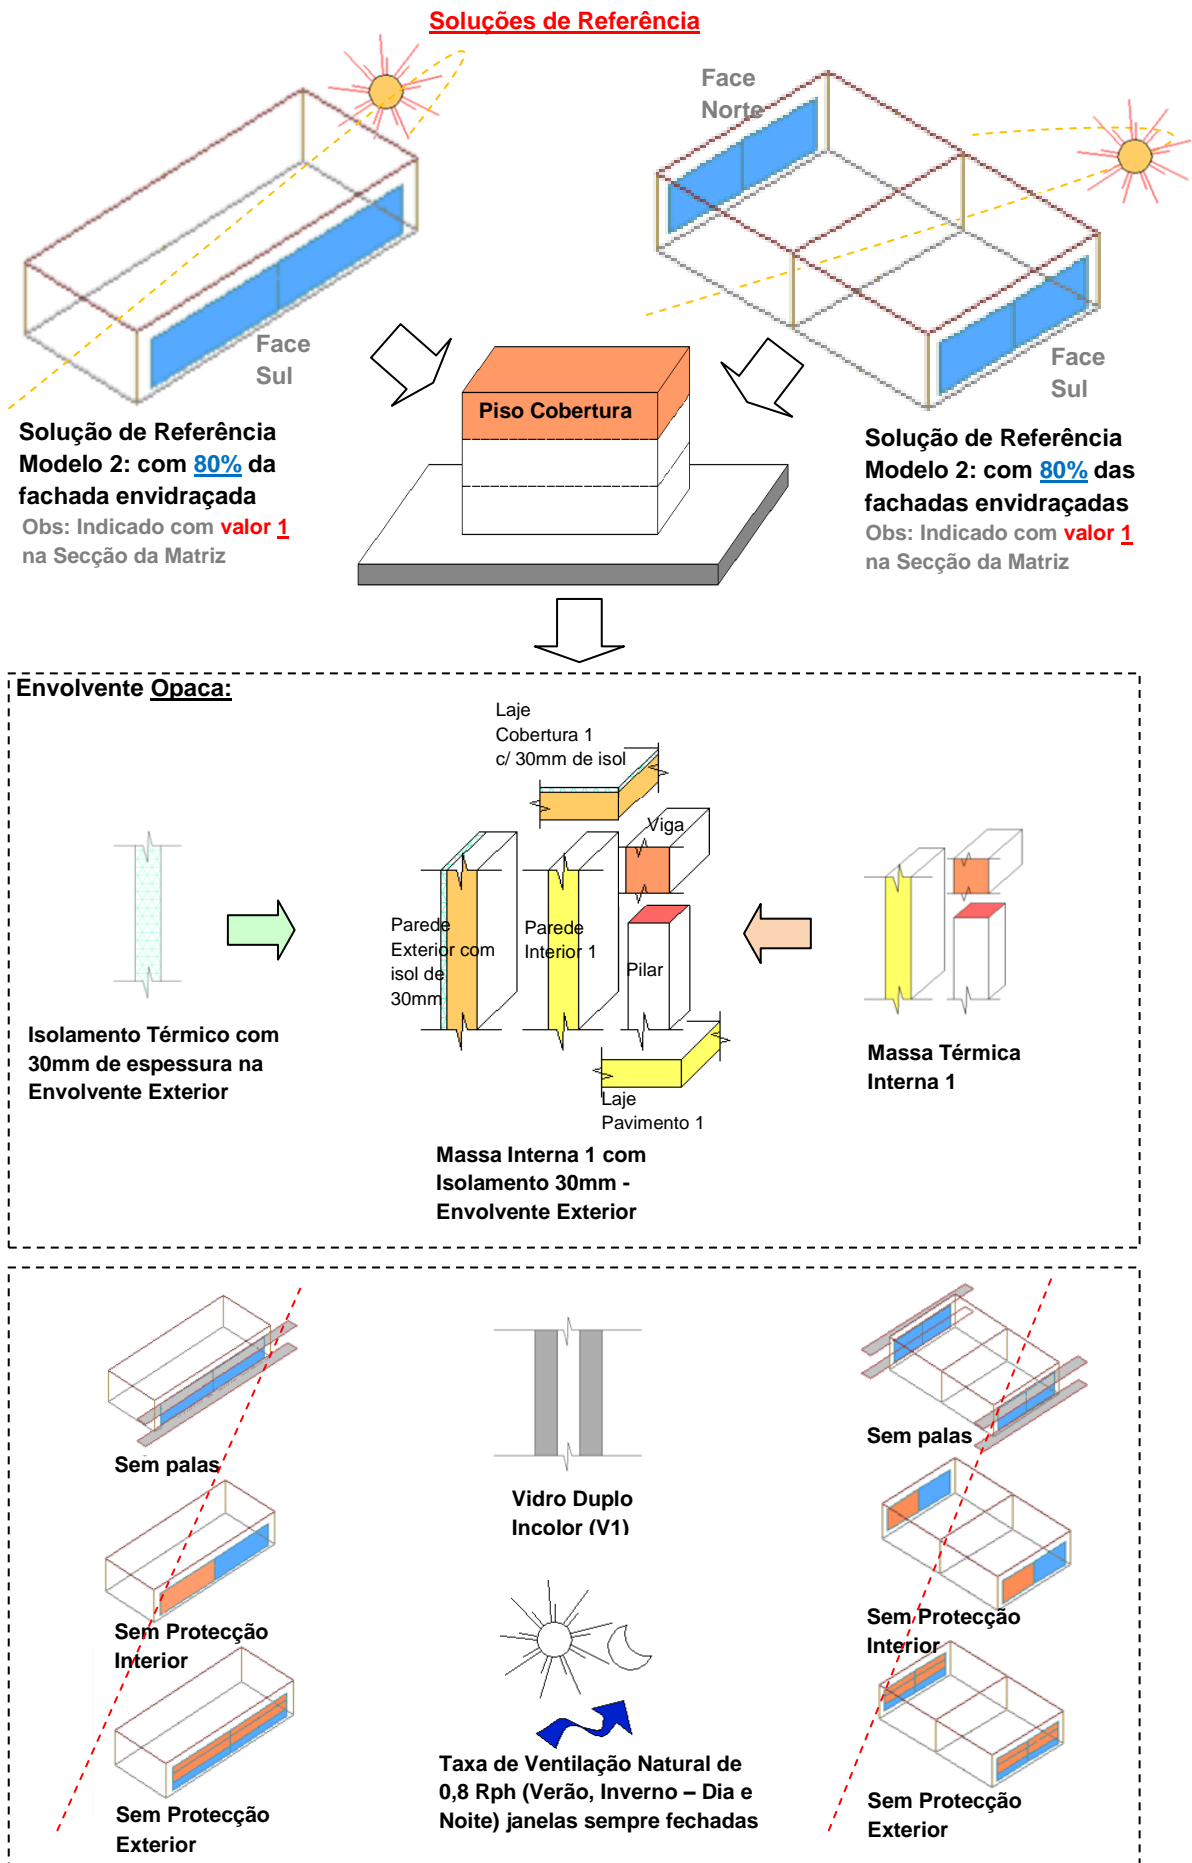 Soluções de Referência
Face
Norte
Face
Sul
Face
Sul
Piso Cobertura
Solução de Referência
Modelo 2: com 80% da
fachada envidraçada
Obs: Indicado com valor 1
na Secção da Matriz
Solução de Referência
Modelo 2: com 80% das
fachadas envidraçadas
Obs: Indicado com valor 1
na Secção da Matriz
Envolvente Opaca:
Laje
Cobertura 1
c/ 30mm de isol
Viga
Parede
Exterior com
isol de
30mm
Parede
Interior 1
Pilar
Laje
Pavimento 1
Isolamento Térmico com
30mm de espessura na
Envolvente Exterior
Massa Térmica
Interna 1
Massa Interna 1 com
Isolamento 30mm -
Envolvente Exterior
Sem palas
Vidro Duplo
Incolor (V1)
Sem palas
Sem Protecção
Interior
Sem Protecção
Interior
Taxa de Ventilação Natural de
0,8 Rph (Verão, Inverno – Dia e
Noite) janelas sempre fechadas
Sem Protecção
Exterior
Sem Protecção
Exterior